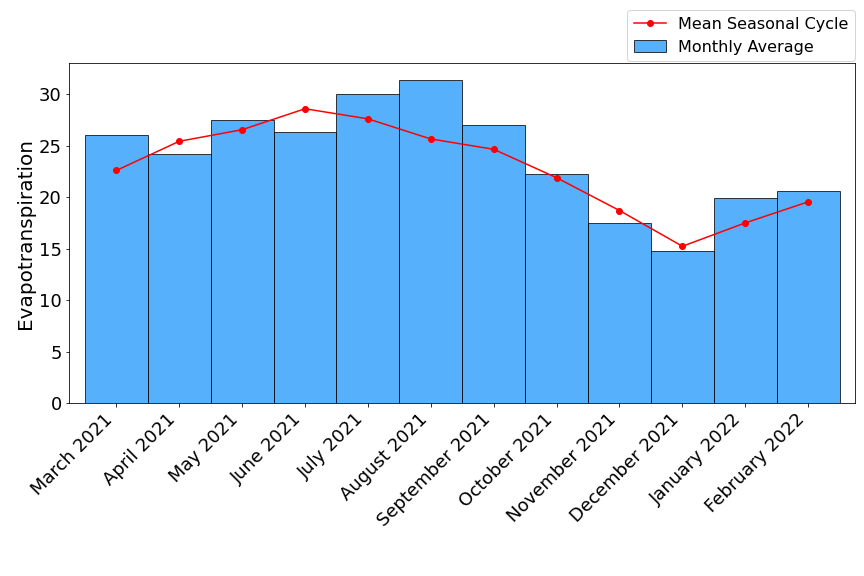 Mean Seasonal Cycle
Monthly Average
Evapotranspiration
30
25
20
15
10
5
0
March 2021
April 2021
May 2021
June 2021
July 2021
August 2021
September 2021
October 2021
November 2021
December 2021
January 2022
February 2022